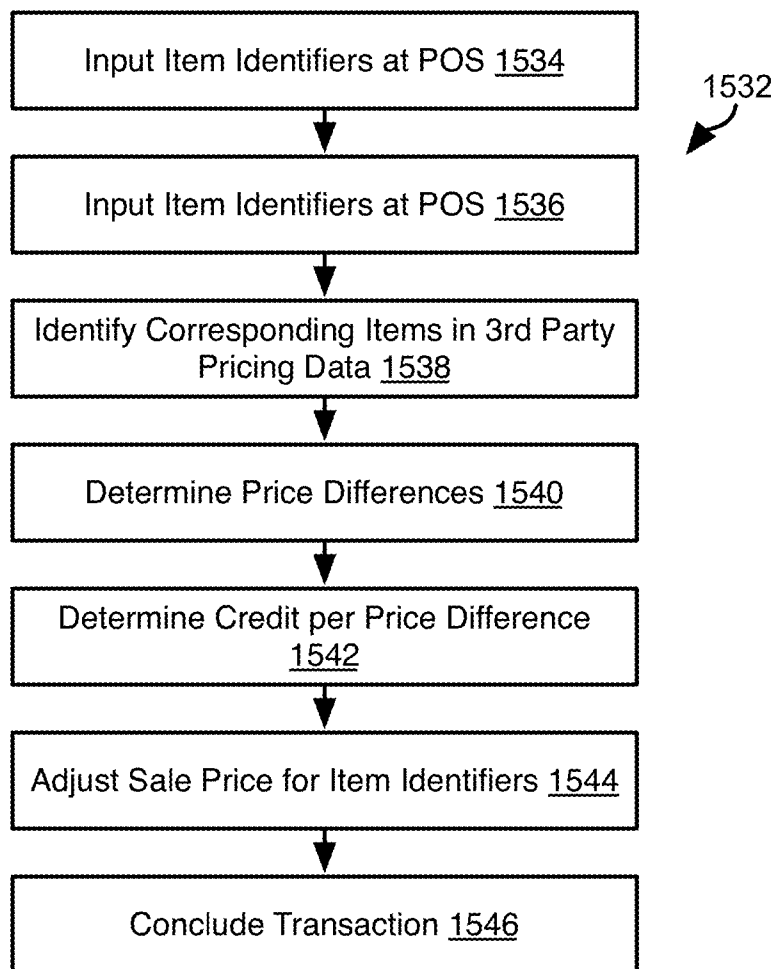 Input Item Identifiers at POS 1534
1532
Input Item Identifiers at POS 1536
Identify Corresponding Items in 3rd Party
Pricing Data 1538
Determine Price Differences 1540
Determine Credit per Price Difference
1542
Adjust Sale Price for Item Identifiers 1544
Conclude Transaction 1546